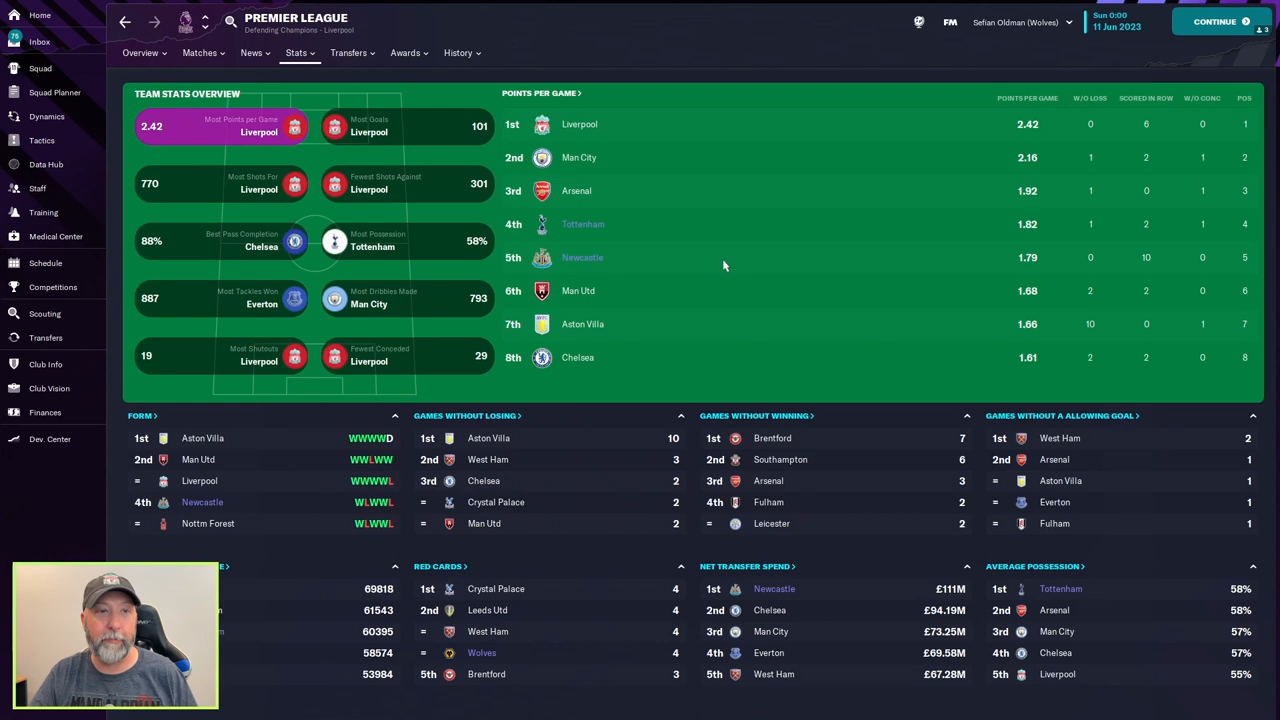 Home
75
Inbox
Squad
Squad Planner
Dynamics
Tactics
Data Hub
Staff
Training
Medical Center
Schedule
Competitions
Scouting
Transfers
Club Info
Club Vision
Finances
Dev. Center
PREMIER LEAGUE
Defending Champions - Liverpool
FM
Sefian Oldman (Wolves)
Sun 0:00
11 Jun 2023
CONTINUE
3
Overview Matches News Stats Transfers Awards History
TEAM STATS OVERVIEW
2.42 Most Points per Game Liverpool
Most Goals Liverpool 101
770 Most Shots For Liverpool
Fewest Shots Against Liverpool 301
88% Best Pass Completion Chelsea
Most Possession Tottenham 58%
887 Most Tackles Won Everton
Most Dribbles Made Man City 793
19 Most Shutouts Liverpool
Fewest Conceded Liverpool 29
POINTS PER GAME > POINTS PER GAME W/O LOSS SCORED IN ROW W/O CONC POS
1st Liverpool 2.42 0 6 0 1
2nd Man City 2.16 1 2 1 2
3rd Arsenal 1.92 1 0 1 3
4th Tottenham 1.82 1 2 1 4
5th Newcastle 1.79 0 10 0 5
6th Man Utd 1.68 2 2 0 6
7th Aston Villa 1.66 10 0 1 7
8th Chelsea 1.61 2 2 0 8
FORM >
1st Aston Villa WWWWD
2nd Man Utd WWLWW
= Liverpool WWWWL
4th Newcastle WLWWL
= Nottm Forest WLWWL
GAMES WITHOUT LOSING >
1st Aston Villa 10
2nd West Ham 3
3rd Chelsea 2
= Crystal Palace 2
= Man Utd 2
GAMES WITHOUT WINNING >
1st Brentford 7
2nd Southampton 6
3rd Arsenal 3
4th Fulham 2
= Leicester 2
GAMES WITHOUT A ALLOWING GOAL >
1st West Ham 2
2nd Arsenal 1
= Aston Villa 1
= Everton 1
= Fulham 1
69818
61543
60395
58574
53984
RED CARDS >
1st Crystal Palace 4
2nd Leeds Utd 4
= West Ham 4
= Wolves 4
5th Brentford 3
NET TRANSFER SPEND >
1st Newcastle £111M
2nd Chelsea £94.19M
3rd Man City £73.25M
4th Everton £69.58M
5th West Ham £67.28M
AVERAGE POSSESSION >
1st Tottenham 58%
2nd Arsenal 58%
3rd Man City 57%
4th Chelsea 57%
5th Liverpool 55%